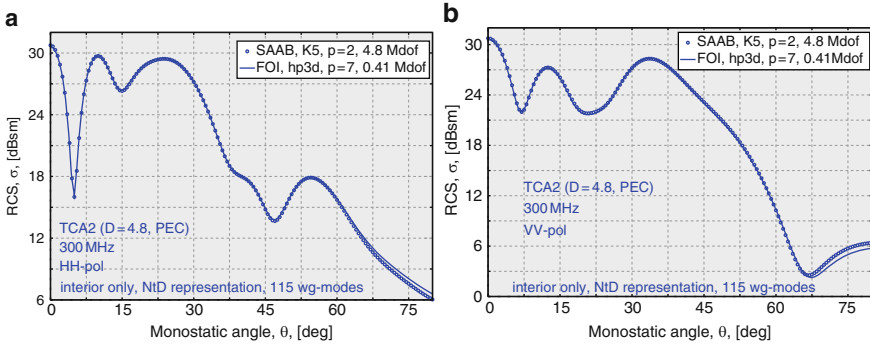 a
30
24
18
12
6
RCS, σ, [dBsm]
SAAB, K5, p=2, 4.8 Mdof
FOI, hp3d, p=7, 0.41 Mdof
TCA2 (D=4.8, PEC)
300 MHz
HH-pol
interior only, NtD representation, 115 wg-modes
0 15 30 45 60 75
Monostatic angle, θ, [deg]
b
30
24
18
12
6
0
RCS, σ, [dBsm]
SAAB, K5, p=2, 4.8 Mdof
FOI, hp3d, p=7, 0.41Mdof
TCA2 (D=4.8, PEC)
300 MHz
VV-pol
interior only, NtD representation, 115 wg-modes
0 15 30 45 60 75
Monostatic angle, θ, [deg]